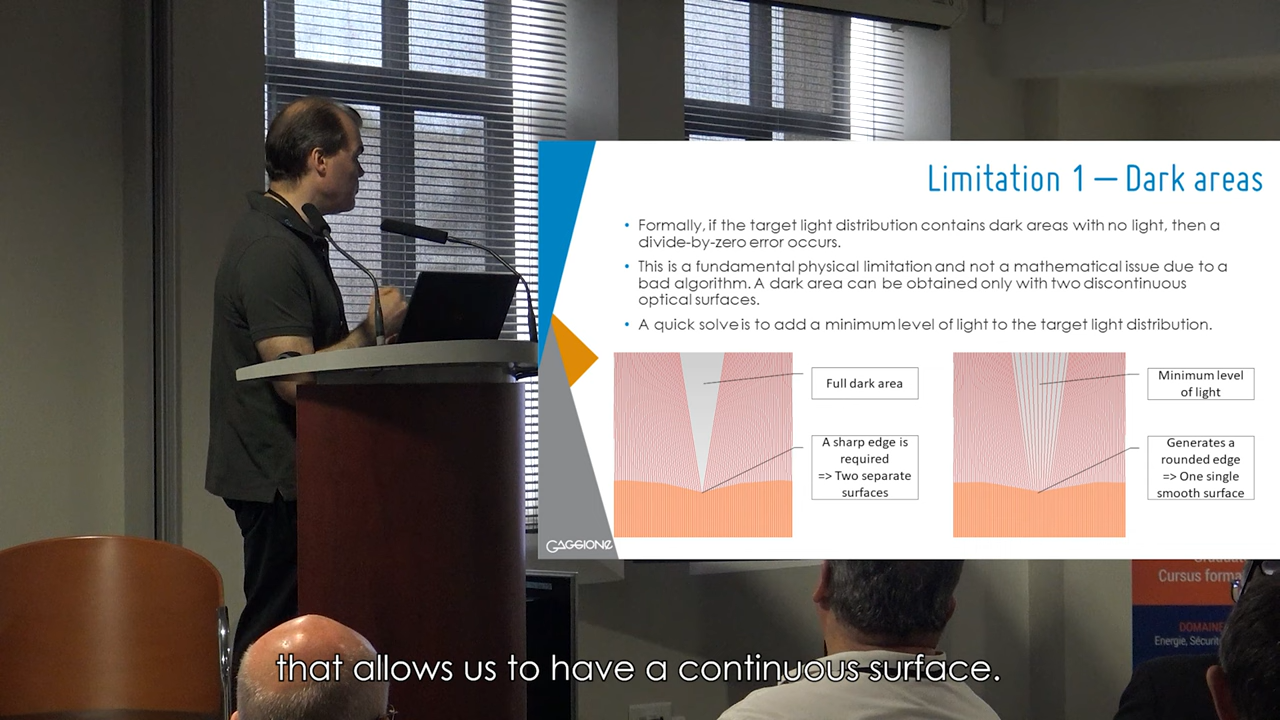 Limitation 1 – Dark areas
• Formally, if the target light distribution contains dark areas with no light, then a
divide-by-zero error occurs.
• This is a fundamental physical limitation and not a mathematical issue due to a
bad algorithm. A dark area can be obtained only with two discontinuous
optical surfaces.
• A quick solve is to add a minimum level of light to the target light distribution.
Full dark area
A sharp edge is
required
=> Two separate
surfaces
Minimum level
of light
Generates a
rounded edge
=> One single
smooth surface
GAGGIONE
Cursus forma
DOMAINE
Energie, Sécurit
that allows us to have a continuous surface.